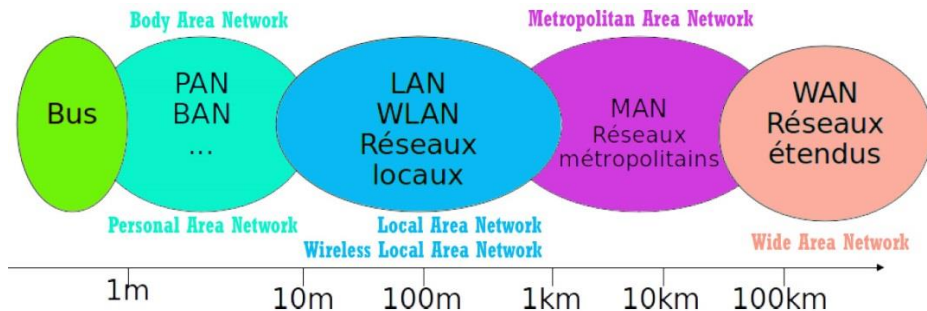 Body Area Network
Metropolitan Area Network
Bus
PAN
BAN
...
LAN
WLAN
Réseaux
locaux
MAN
Réseaux
métropolitains
WAN
Réseaux
étendus
Personal Area Network
Local Area Network
Wireless Local Area Network
Wide Area Network
1m
10m
100m
1km
10km
100km